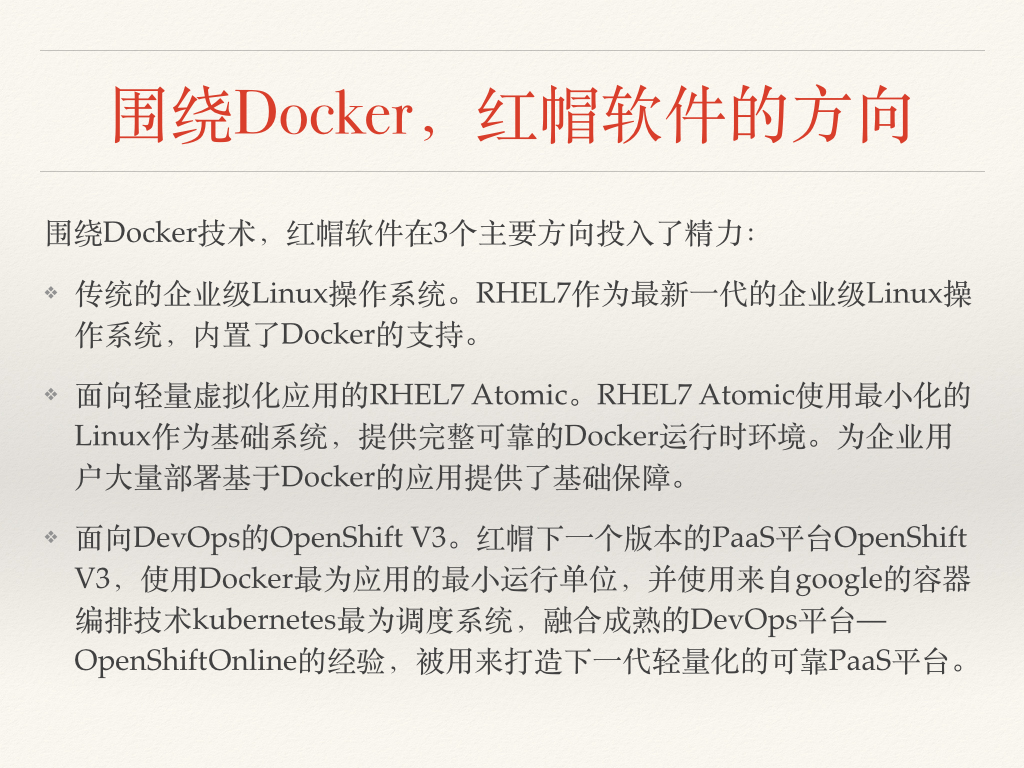 围绕Docker，红帽软件的方向
围绕Docker技术，红帽软件在3个主要方向投入了精力：
❖ 传统的企业级Linux操作系统。RHEL7作为最新一代的企业级Linux操
作系统，内置了Docker的支持。
❖ 面向轻量虚拟化应用的RHEL7 Atomic。RHEL7 Atomic使用最小化的
Linux作为基础系统，提供完整可靠的Docker运行时环境。为企业用
户大量部署基于Docker的应用提供了基础保障。
❖ 面向DevOps的OpenShift V3。红帽下一个版本的PaaS平台OpenShift
V3，使用Docker最为应用的最小运行单位，并使用来自google的容器
编排技术kubernetes最为调度系统，融合成熟的DevOps平台—
OpenShiftOnline的经验，被用来打造下一代轻量化的可靠PaaS平台。